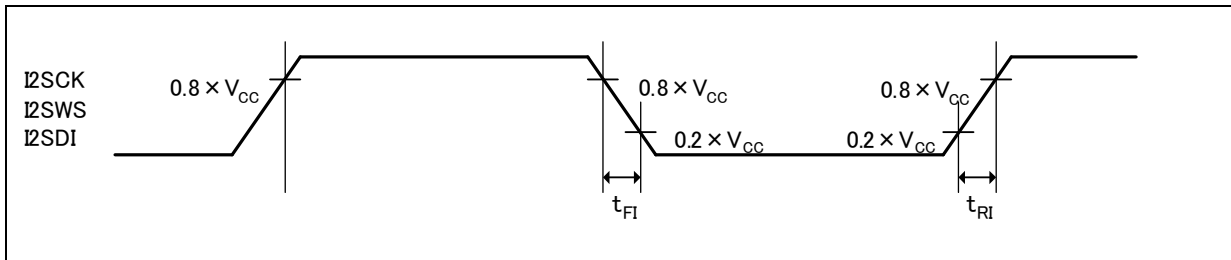 I2SCK
I2SWS
I2SDI
0.8 × VCC
0.8 × VCC
0.8 × VCC
0.2 × VCC
0.2 × VCC
tFI
tRI